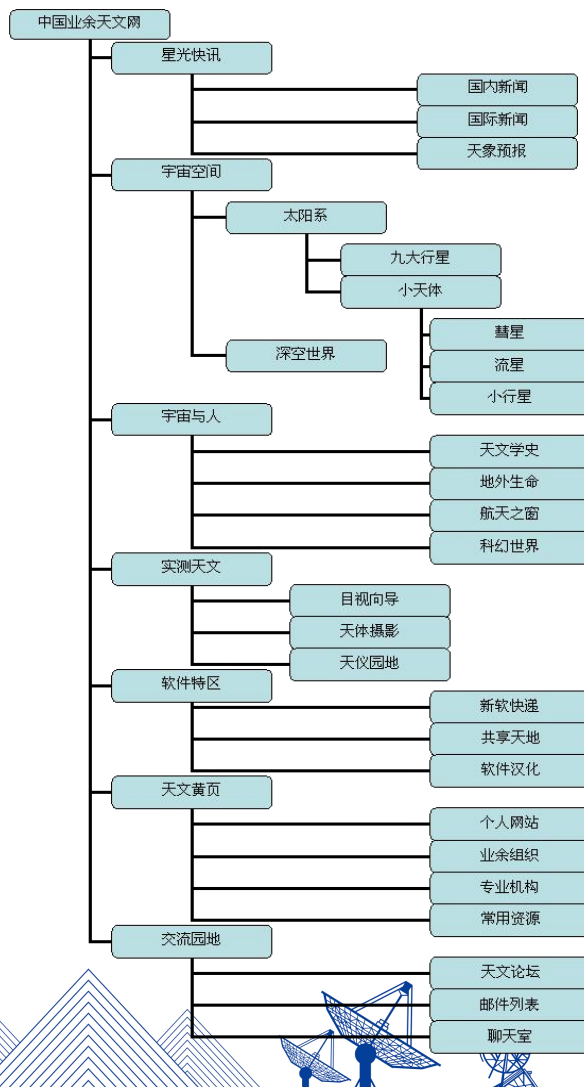 中国业余天文网
星光快讯
国内新闻
国际新闻
天象预报
宇宙空间
太阳系
九大行星
小天体
彗星
流星
小行星
深空世界
宇宙与人
天文学史
地外生命
航天之窗
科幻世界
实测天文
目视向导
天体摄影
天仪园地
软件特区
新软快递
共享天地
软件汉化
天文黄页
个人网站
业余组织
专业机构
常用资源
交流园地
天文论坛
邮件列表
聊天室